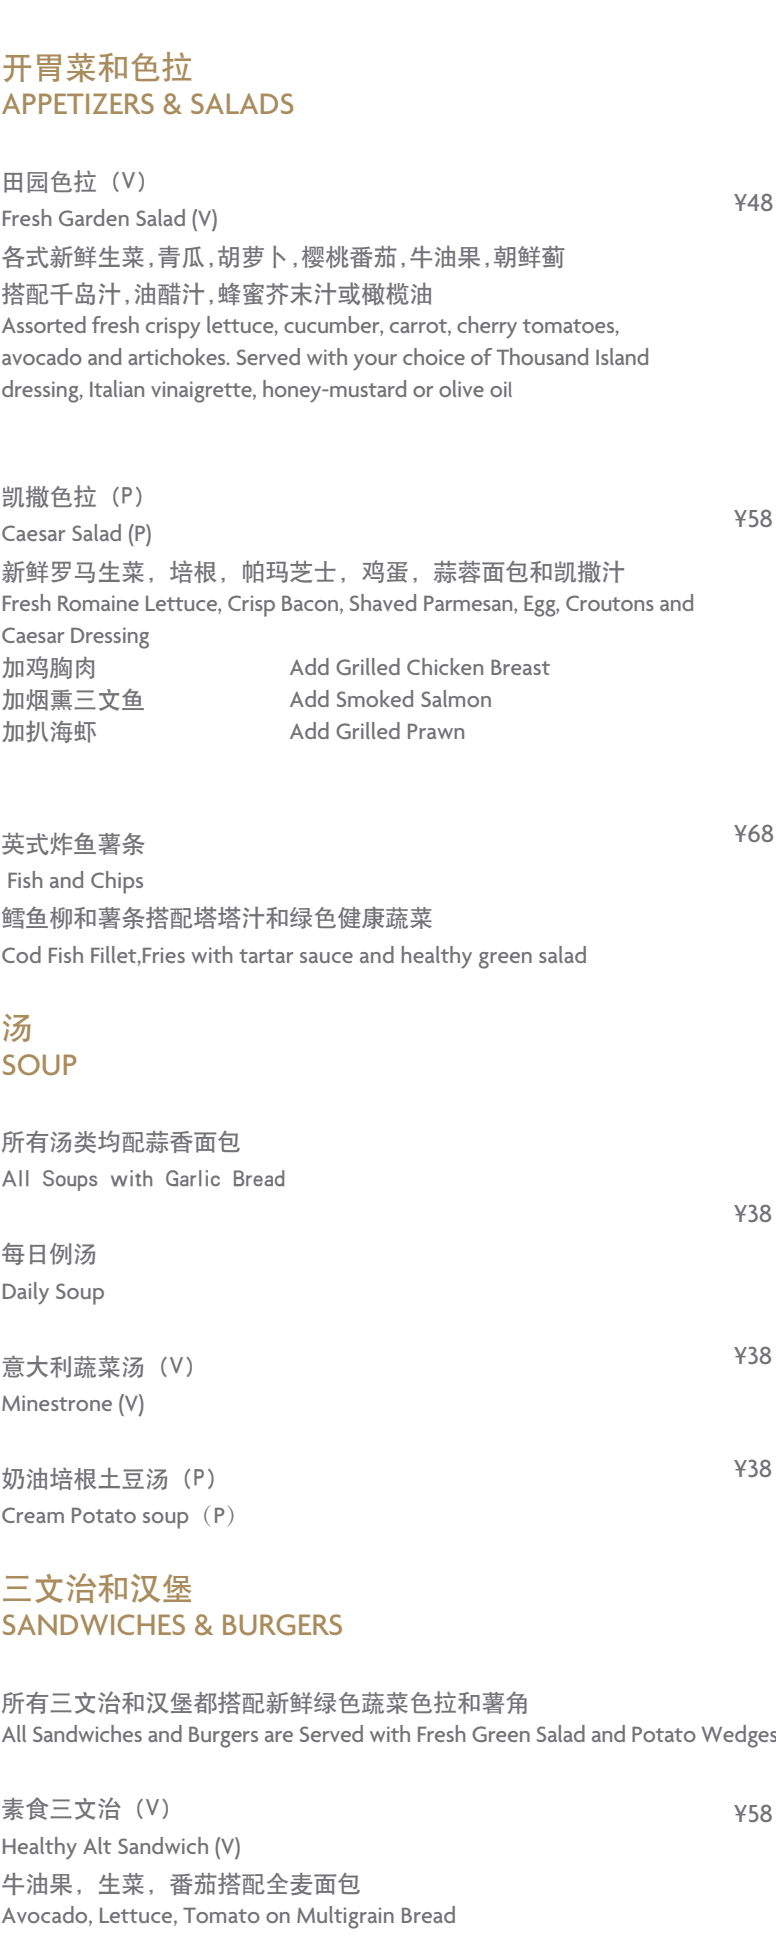 开胃菜和色拉
APPETIZERS & SALADS
田园色拉（V）
Fresh Garden Salad (V)
¥48
各式新鲜生菜,青瓜,胡萝卜,樱桃番茄,牛油果,朝鲜蓟
搭配千岛汁,油醋汁,蜂蜜芥末汁或橄榄油
Assorted fresh crispy lettuce, cucumber, carrot, cherry tomatoes,
avocado and artichokes. Served with your choice of Thousand Island
dressing, Italian vinaigrette, honey-mustard or olive oil
凯撒色拉（P）
Caesar Salad (P)
¥58
新鲜罗马生菜，培根，帕玛芝士，鸡蛋，蒜蓉面包和凯撒汁
Fresh Romaine Lettuce, Crisp Bacon, Shaved Parmesan, Egg, Croutons and
Caesar Dressing
加鸡胸肉 Add Grilled Chicken Breast
加烟熏三文鱼 Add Smoked Salmon
加扒海虾 Add Grilled Prawn
英式炸鱼薯条 ¥68
Fish and Chips
鳕鱼柳和薯条搭配塔塔汁和绿色健康蔬菜
Cod Fish Fillet,Fries with tartar sauce and healthy green salad
汤
SOUP
所有汤类均配蒜香面包
All Soups with Garlic Bread
¥38
每日例汤
Daily Soup
意大利蔬菜汤（V） ¥38
Minestrone (V)
奶油培根土豆汤（P） ¥38
Cream Potato soup（P）
三文治和汉堡
SANDWICHES & BURGERS
所有三文治和汉堡都搭配新鲜绿色蔬菜色拉和薯角
All Sandwiches and Burgers are Served with Fresh Green Salad and Potato Wedges
素食三文治（V） ¥58
Healthy Alt Sandwich (V)
牛油果，生菜，番茄搭配全麦面包
Avocado, Lettuce, Tomato on Multigrain Bread